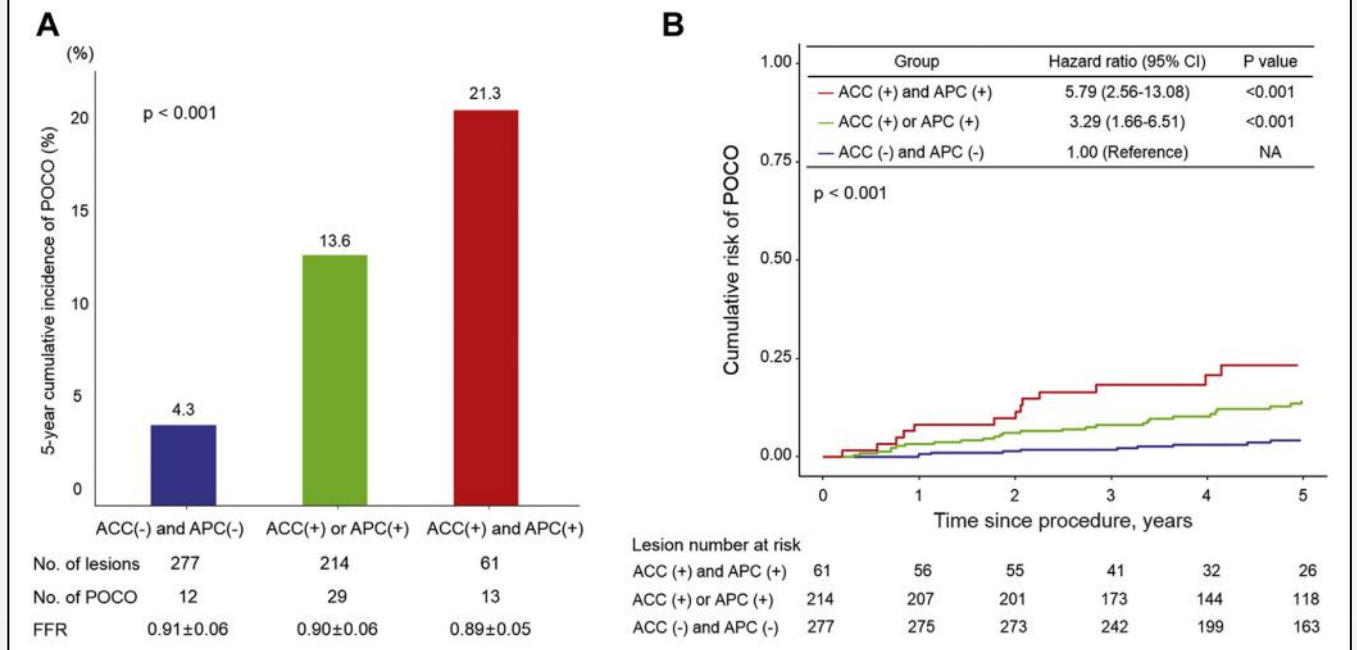 A
(%)
5-year cumulative incidence of POCO (%)
20
15
10
5
0
p < 0.001
4.3
13.6
21.3
ACC(-) and APC(-) ACC(+) or APC(+) ACC(+) and APC(+)
No. of lesions 277 214 61
No. of POCO 12 29 13
FFR 0.91±0.06 0.90±0.06 0.89±0.05
B
Cumulative risk of POCO
1.00
0.75
0.50
0.25
0.00
Group Hazard ratio (95% CI) P value
ACC (+) and APC (+) 5.79 (2.56-13.08) <0.001
ACC (+) or APC (+) 3.29 (1.66-6.51) <0.001
ACC (-) and APC (-) 1.00 (Reference) NA
p < 0.001
0 1 2 3 4 5
Time since procedure, years
Lesion number at risk
ACC (+) and APC (+) 61 56 55 41 32 26
ACC (+) or APC (+) 214 207 201 173 144 118
ACC (-) and APC (-) 277 275 273 242 199 163